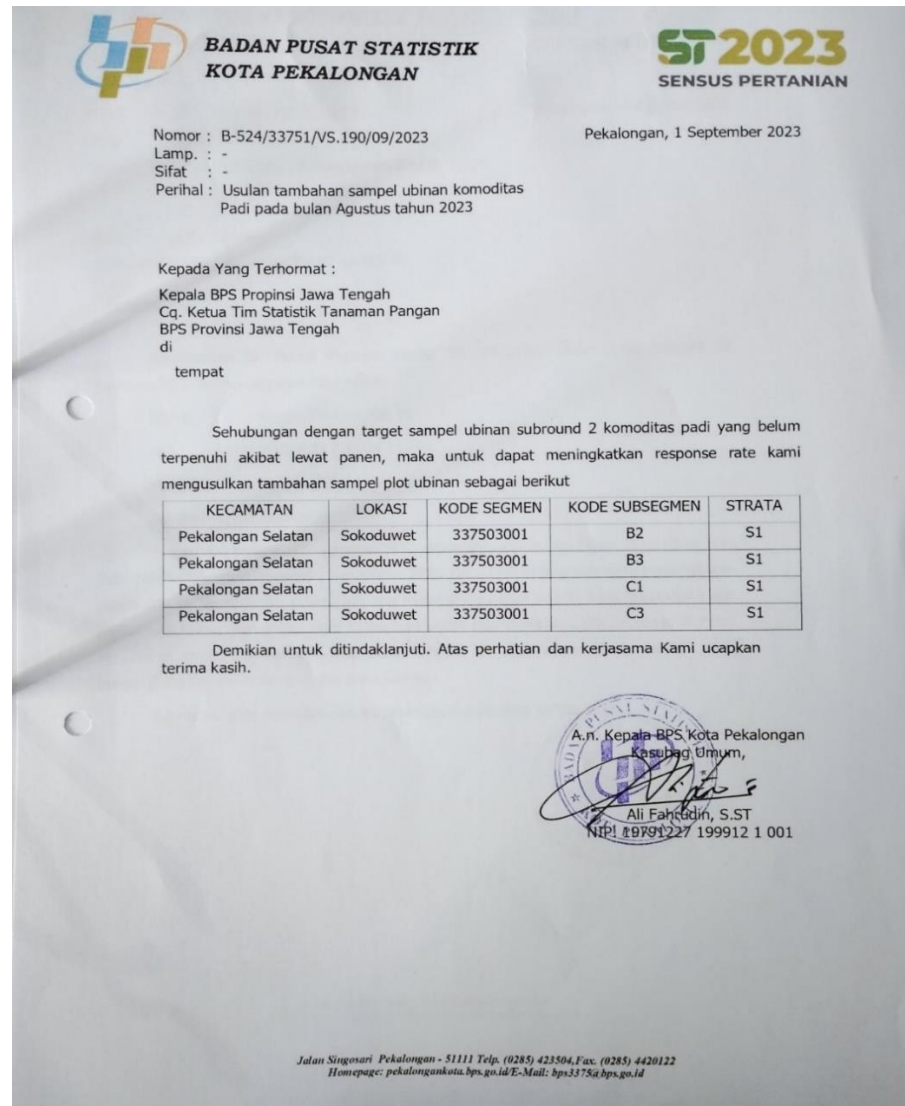 BADAN PUSAT STATISTIK
KOTA PEKALONGAN
ST2023
SENSUS PERTANIAN
Nomor : B-524/33751/VS.190/09/2023
Pekalongan, 1 September 2023
Lamp. : -
Sifat : -
Perihal : Usulan tambahan sampel ubinan komoditas
Padi pada bulan Agustus tahun 2023
Kepada Yang Terhormat :
Kepala BPS Propinsi Jawa Tengah
Cq. Ketua Tim Statistik Tanaman Pangan
BPS Provinsi Jawa Tengah
di
tempat
Sehubungan dengan target sampel ubinan subround 2 komoditas padi yang belum
terpenuhi akibat lewat panen, maka untuk dapat meningkatkan response rate kami
mengusulkan tambahan sampel plot ubinan sebagai berikut
KECAMATAN LOKASI KODE SEGMEN KODE SUBSEGMEN STRATA
Pekalongan Selatan Sokoduwet 337503001 B2 S1
Pekalongan Selatan Sokoduwet 337503001 B3 S1
Pekalongan Selatan Sokoduwet 337503001 C1 S1
Pekalongan Selatan Sokoduwet 337503001 C3 S1
Demikian untuk ditindaklanjuti. Atas perhatian dan kerjasama Kami ucapkan
terima kasih.
A.n. Kepala BPS Kota Pekalongan
Kasubag Umum,
BADAN PUSAT STATISTIK
Ali Fahrudin, S.ST
NIP. 19791227 199912 1 001
Jalan Singosari Pekalongan - 51111 Telp. (0285) 423504,Fax. (0285) 4420122
Homepage: pekalongankota.bps.go.id/E-Mail: bps3375@bps.go.id